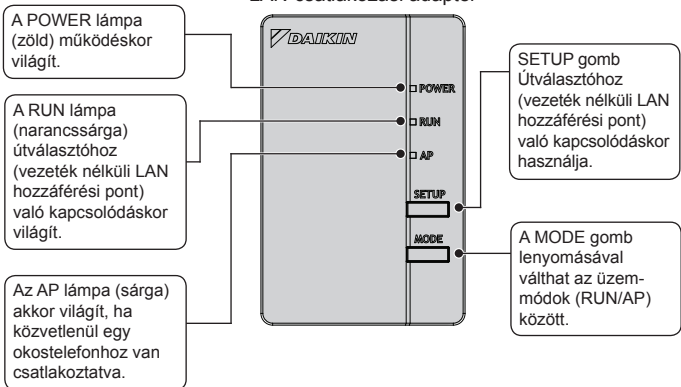 A POWER lámpa
(zöld) működéskor
világít.
A RUN lámpa
(narancssárga)
útválasztóhoz
(vezeték nélküli LAN
hozzáférési pont)
való kapcsolódáskor
világít.
Az AP lámpa (sárga)
akkor világít, ha
közvetlenül egy
okostelefonhoz van
csatlakoztatva.
DAIKIN
POWER
RUN
AP
SETUP
MODE
SETUP gomb
Útválasztóhoz
(vezeték nélküli LAN
hozzáférési pont)
való kapcsolódáskor
használja.
A MODE gomb
lenyomásával
válthat az üzem-
módok (RUN/AP)
között.